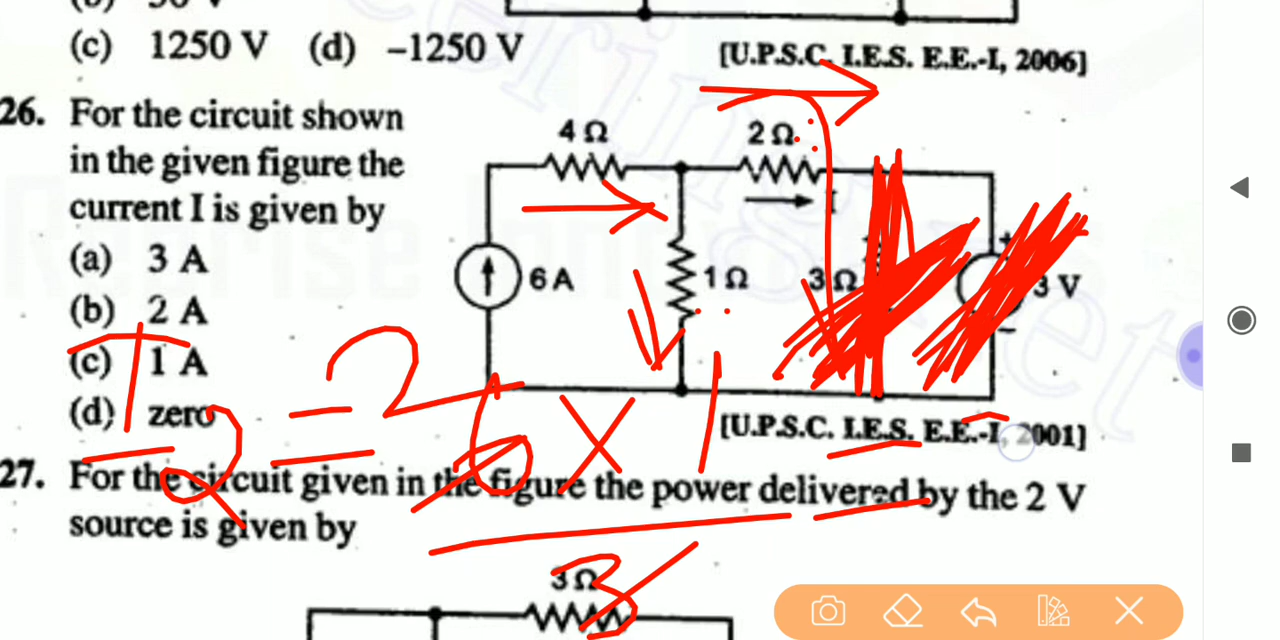 (c) 1250 V (d) –1250 V
[U.P.S.C. I.E.S. E.E.-I, 2006]
26. For the circuit shown
in the given figure the
current I is given by
(a) 3 A
(b) 2 A
(c) 1 A
(d) zero
4 Ω
2 Ω
6 A
1 Ω
3 Ω
3 V
+
–
[U.P.S.C. I.E.S. E.E.-I, 2001]
27. For the circuit given in the figure the power delivered by the 2 V
source is given by
3 Ω
= 2
6 × 1
3